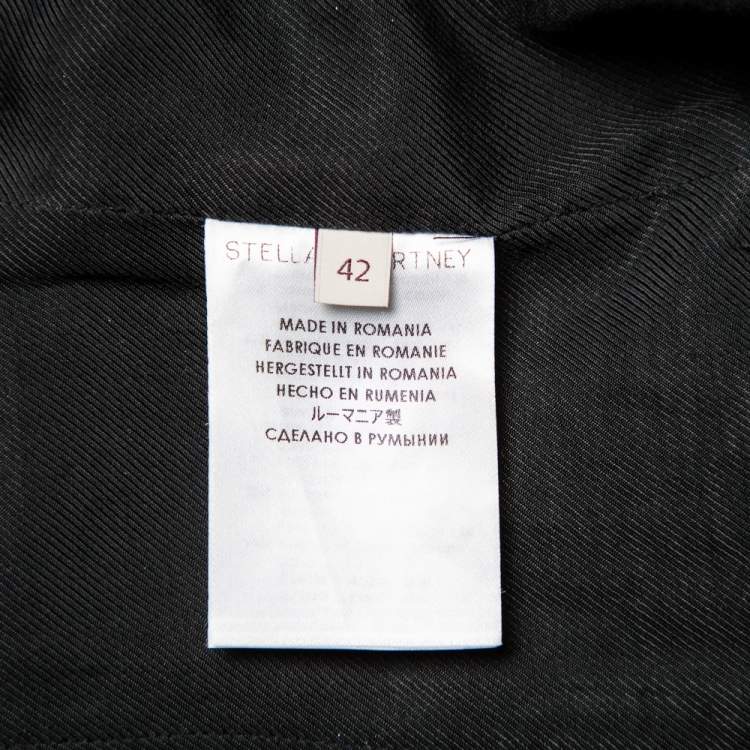 STELLA RTNEY
42
MADE IN ROMANIA
FABRIQUE EN ROMANIE
HERGESTELLT IN ROMANIA
HECHO EN RUMENIA
ルーマニア製
СДЕЛАНО В РУМЫНИИ